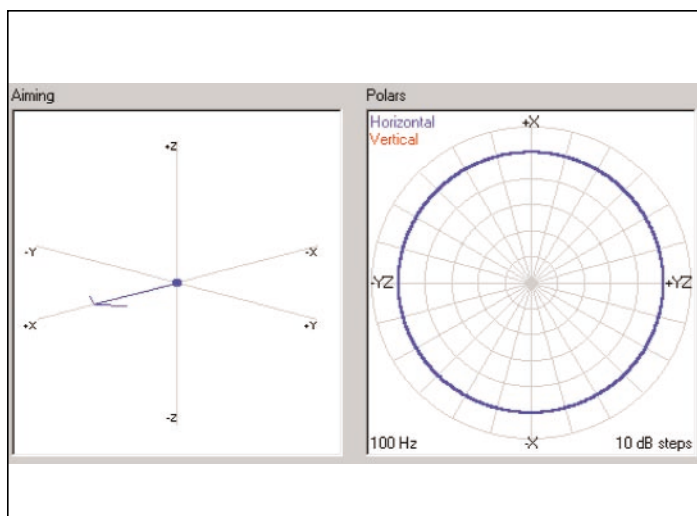 Aiming
+Z
-Y
-X
+X
+Y
-Z
Polars
Horizontal
Vertical
+X
-YZ
+YZ
-X
100 Hz
10 dB steps